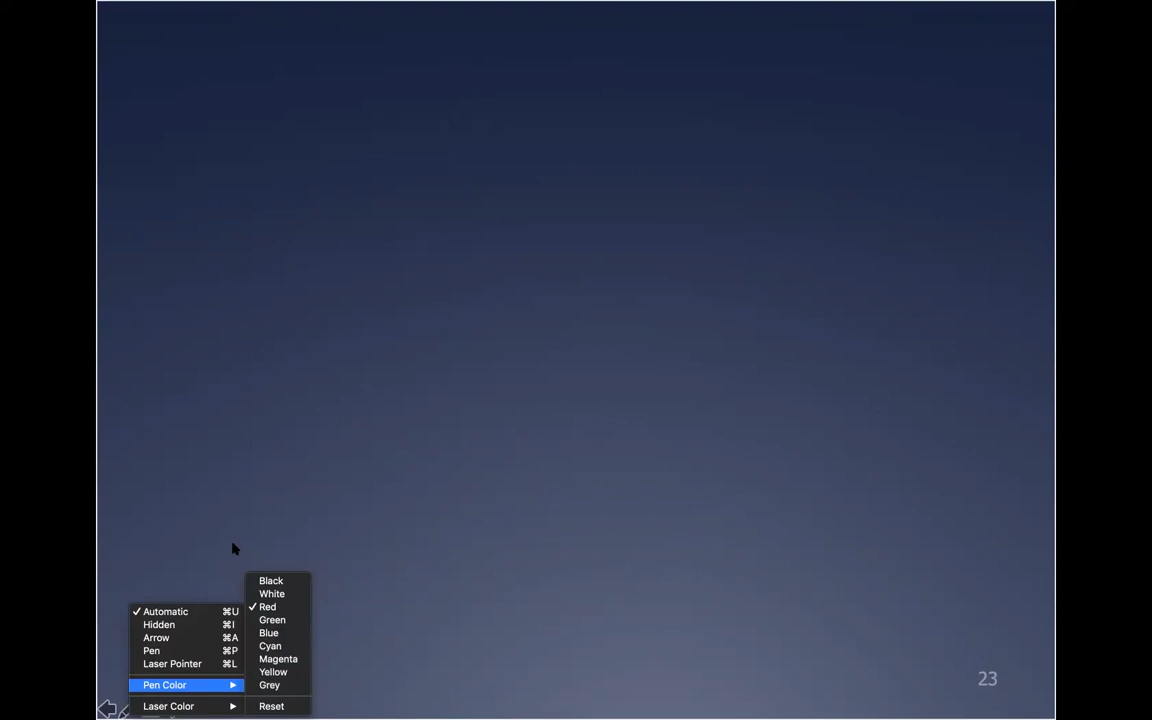 Automatic ⌘U
Hidden ⌘I
Arrow ⌘A
Pen ⌘P
Laser Pointer ⌘L
Pen Color
Laser Color
Black
White
Red
Green
Blue
Cyan
Magenta
Yellow
Grey
Reset
23